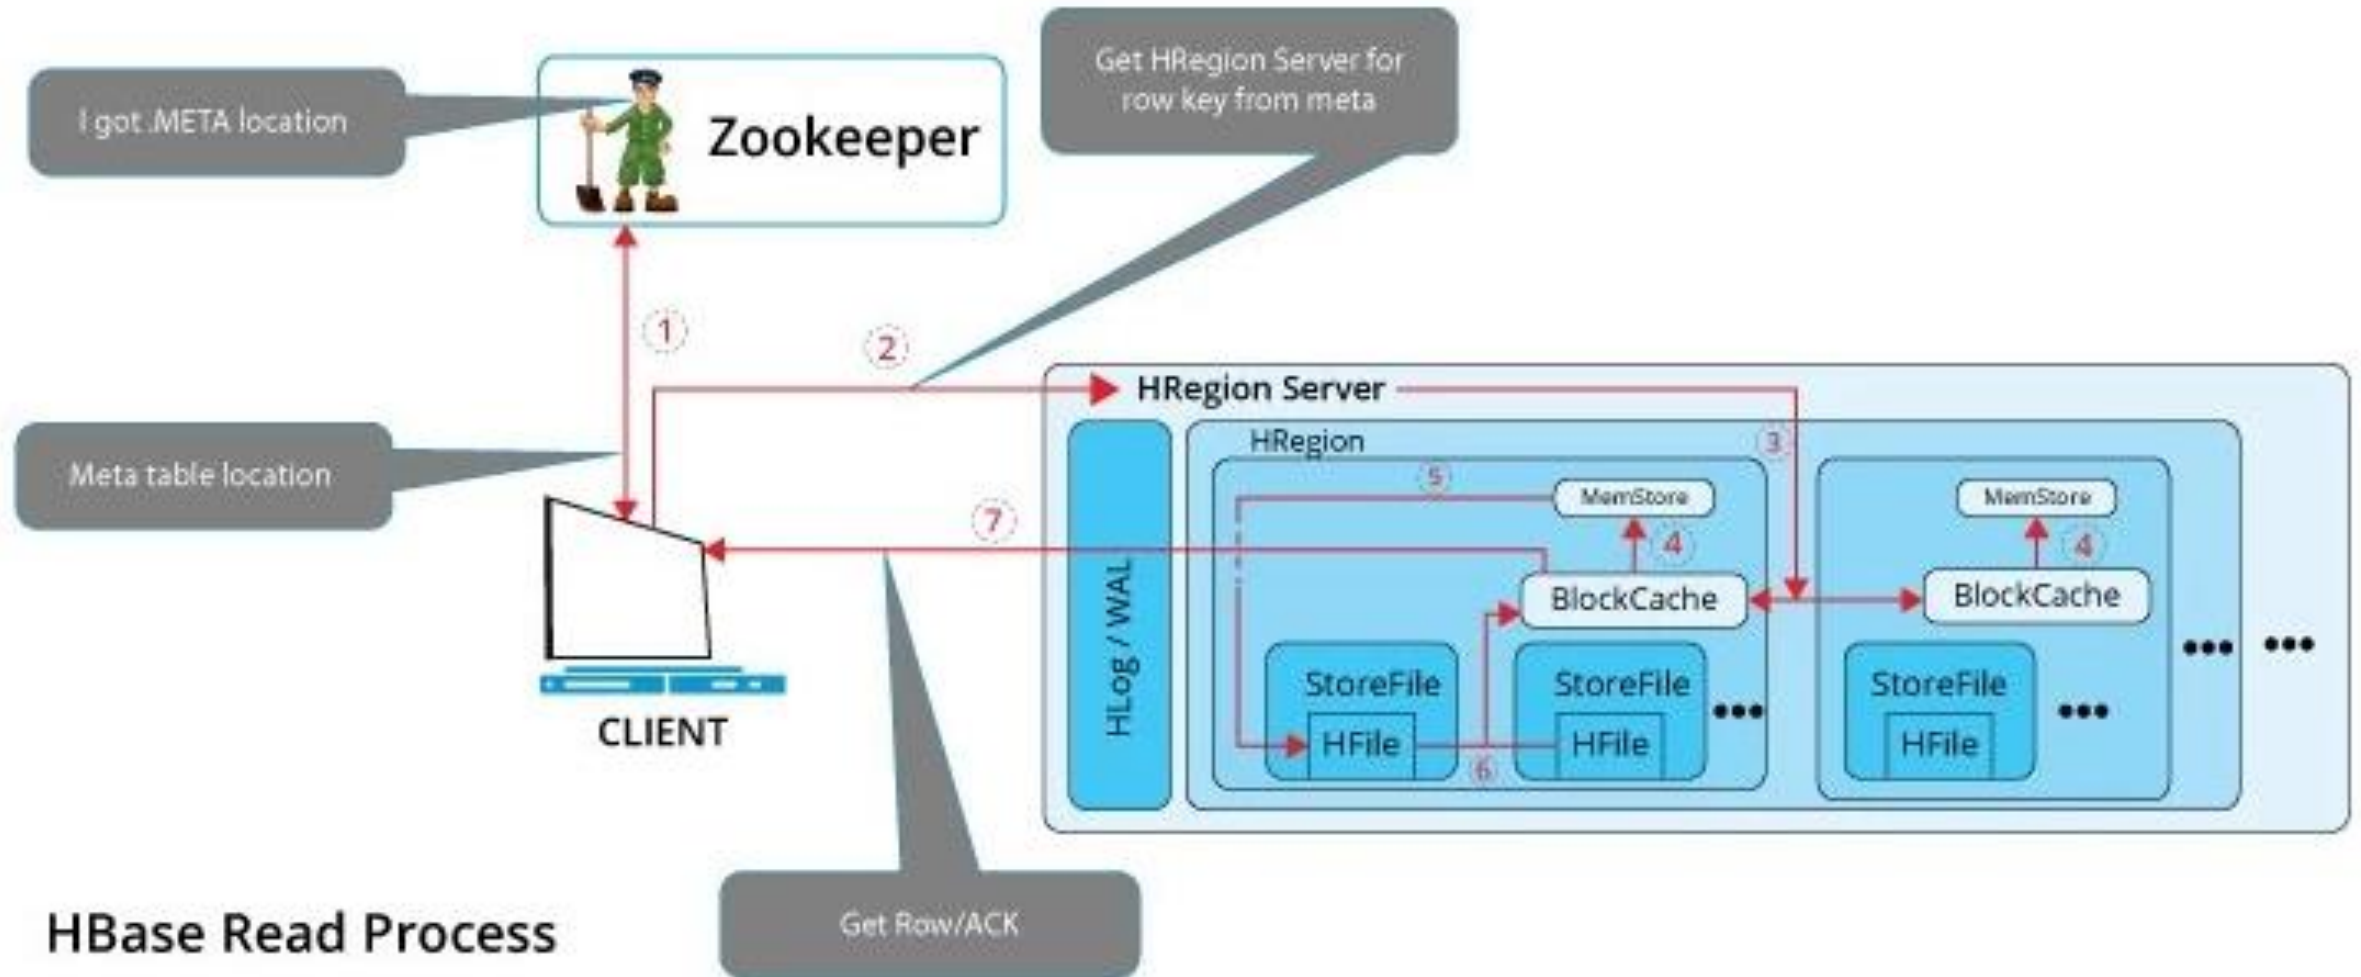 Get HRegion Server for
row key from meta
I got .META location
Zookeeper
1
2
HRegion Server
HRegion
3
5
MemStore
MemStore
Meta table location
7
4
4
BlockCache
BlockCache
HLog / WAL
StoreFile
StoreFile
StoreFile
CLIENT
HFile
HFile
HFile
6
Get Row/ACK
HBase Read Process